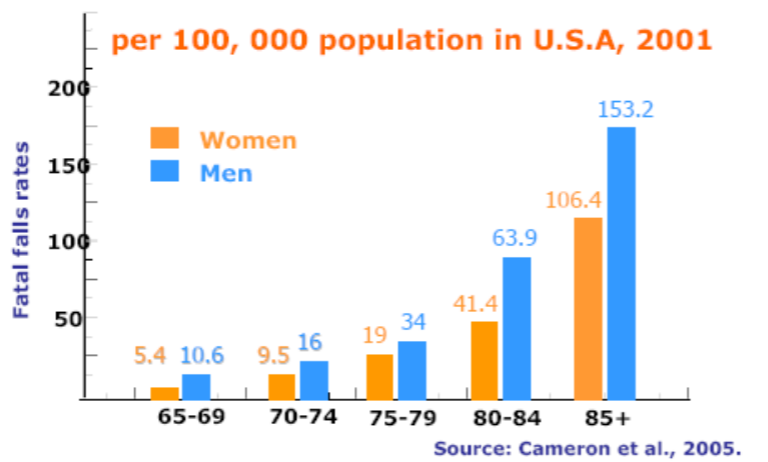 per 100, 000 population in U.S.A, 2001
200
150
100
50
Fatal falls rates
Women
Men
5.4 10.6
9.5 16
19 34
41.4 63.9
106.4 153.2
65-69 70-74 75-79 80-84 85+
Source: Cameron et al., 2005.